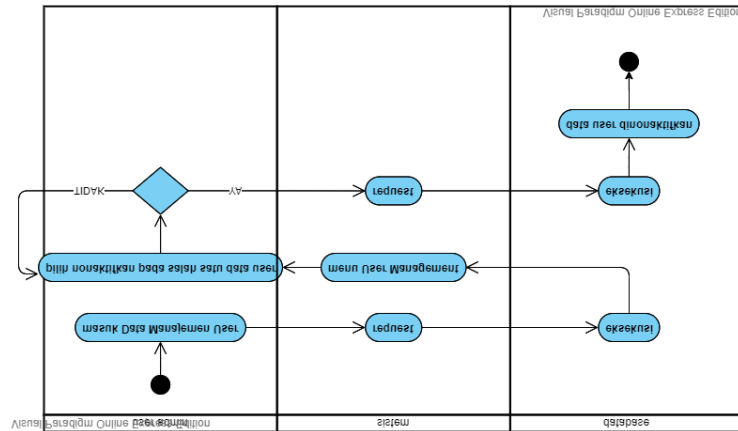 Visual Paradigm Online Express Edition
user admin
sistem
database
masuk Data Manajemen User
request
eksekusi
menu User Management
pilih nonaktifkan pada salah satu data user
TIDAK
YA
request
eksekusi
data user dinonaktifkan
Visual Paradigm Online Express Edition